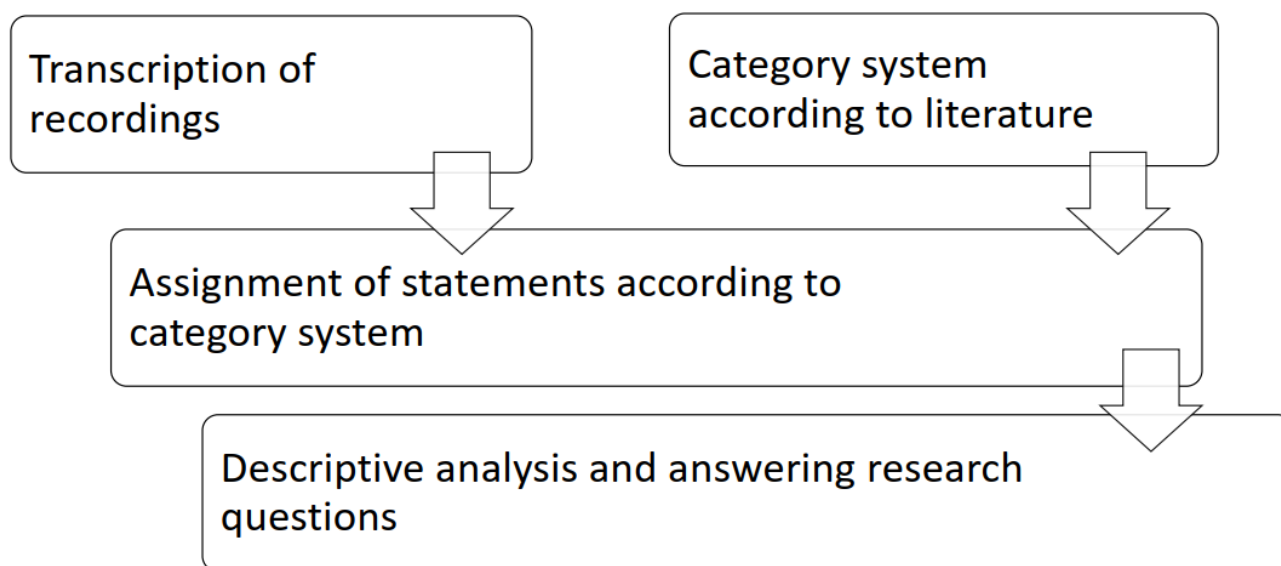 Transcription of
recordings
Category system
according to literature
Assignment of statements according to
category system
Descriptive analysis and answering research
questions